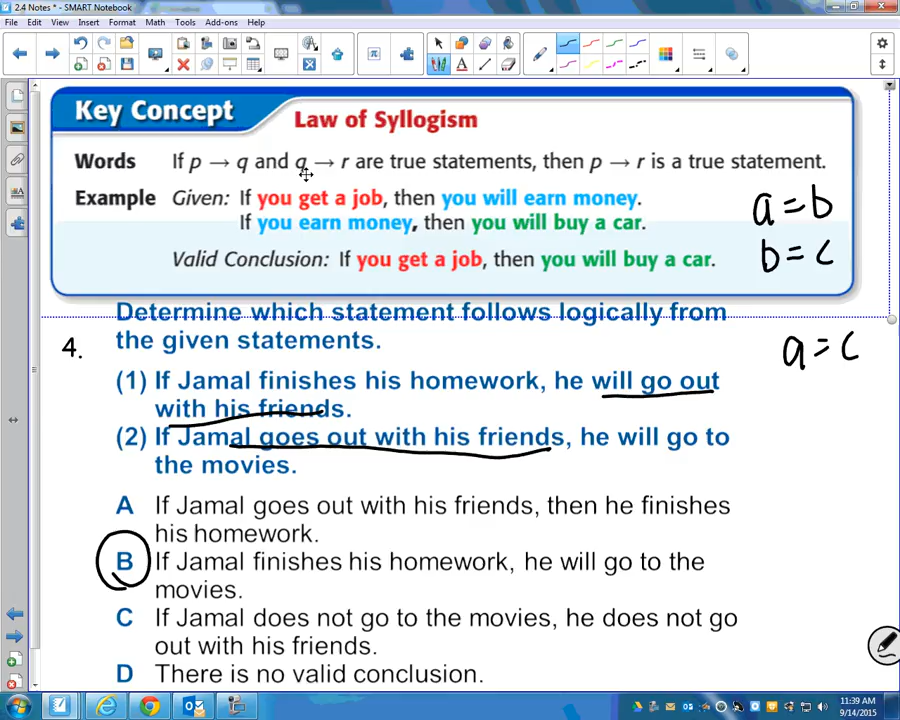 2.4 Notes * - SMART Notebook
File Edit View Insert Format Math Tools Add-ons Help
Key Concept
Law of Syllogism
Words If p → q and q → r are true statements, then p → r is a true statement.
Example Given: If you get a job, then you will earn money.
If you earn money, then you will buy a car.
Valid Conclusion: If you get a job, then you will buy a car.
a = b
b = c
a = c
Determine which statement follows logically from
the given statements.
4.
(1) If Jamal finishes his homework, he will go out
with his friends.
(2) If Jamal goes out with his friends, he will go to
the movies.
A If Jamal goes out with his friends, then he finishes
his homework.
B If Jamal finishes his homework, he will go to the
movies.
C If Jamal does not go to the movies, he does not go
out with his friends.
D There is no valid conclusion.
11:39 AM
9/14/2015